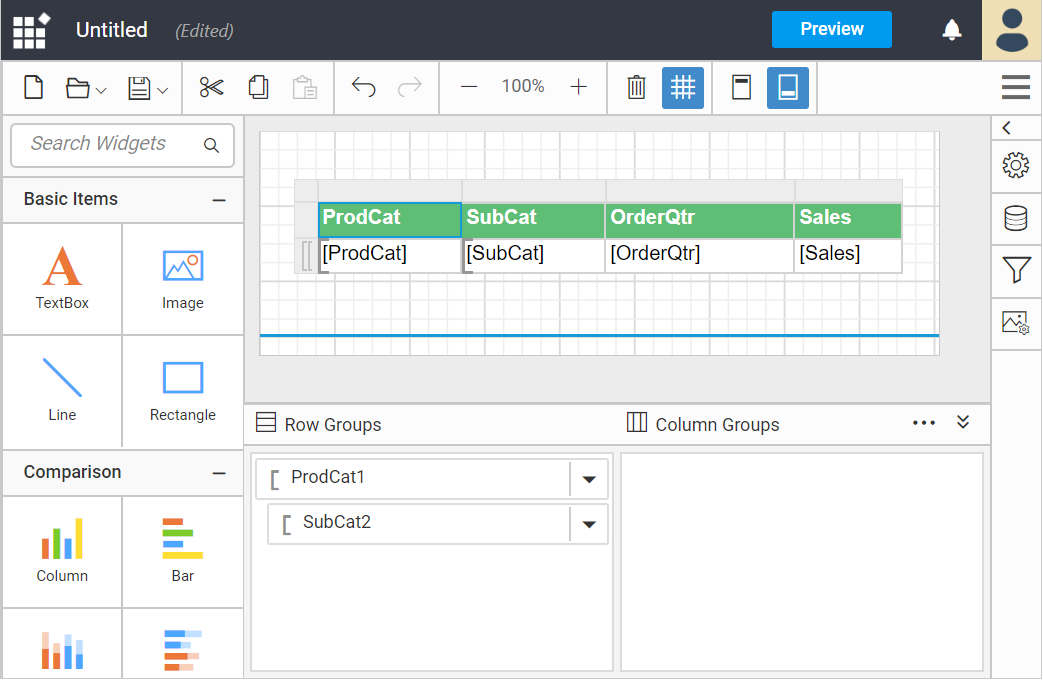 Untitled (Edited) Preview
100%
Search Widgets
Basic Items
TextBox Image
Line Rectangle
Comparison
Column Bar
ProdCat SubCat OrderQtr Sales
[ProdCat] [SubCat] [OrderQtr] [Sales]
Row Groups Column Groups
ProdCat1
SubCat2